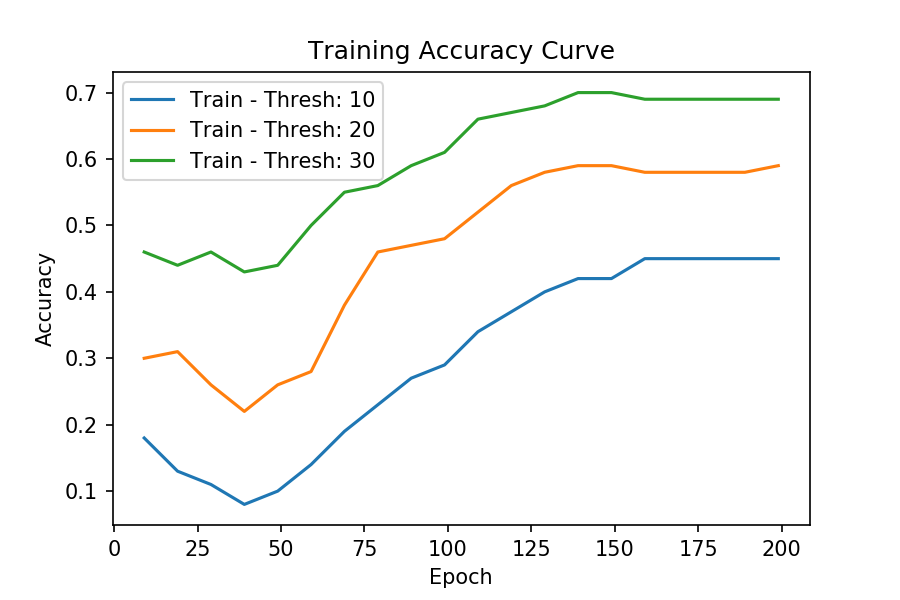 Training Accuracy Curve
Train - Thresh: 10
Train - Thresh: 20
Train - Thresh: 30
Accuracy
0.7
0.6
0.5
0.4
0.3
0.2
0.1
0 25 50 75 100 125 150 175 200
Epoch